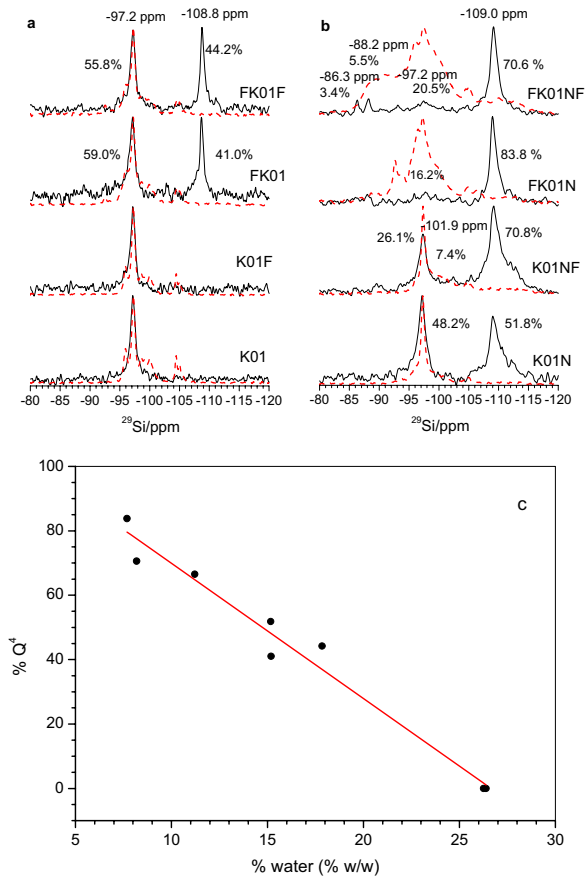 a
-97.2 ppm
-108.8 ppm
55.8%
44.2%
FK01F
59.0%
41.0%
FK01
K01F
K01
-80 -85 -90 -95 -100 -105 -110 -115 -120
²⁹Si/ppm
b
-109.0 ppm
-88.2 ppm
5.5%
-86.3 ppm
3.4%
-97.2 ppm
20.5%
70.6 %
FK01NF
16.2%
83.8 %
FK01N
-101.9 ppm
26.1%
7.4%
70.8%
K01NF
48.2%
51.8%
K01N
-80 -85 -90 -95 -100 -105 -110 -115 -120
²⁹Si/ppm
c
100
80
60
40
20
0
% Q⁴
5 10 15 20 25 30
% water (% w/w)